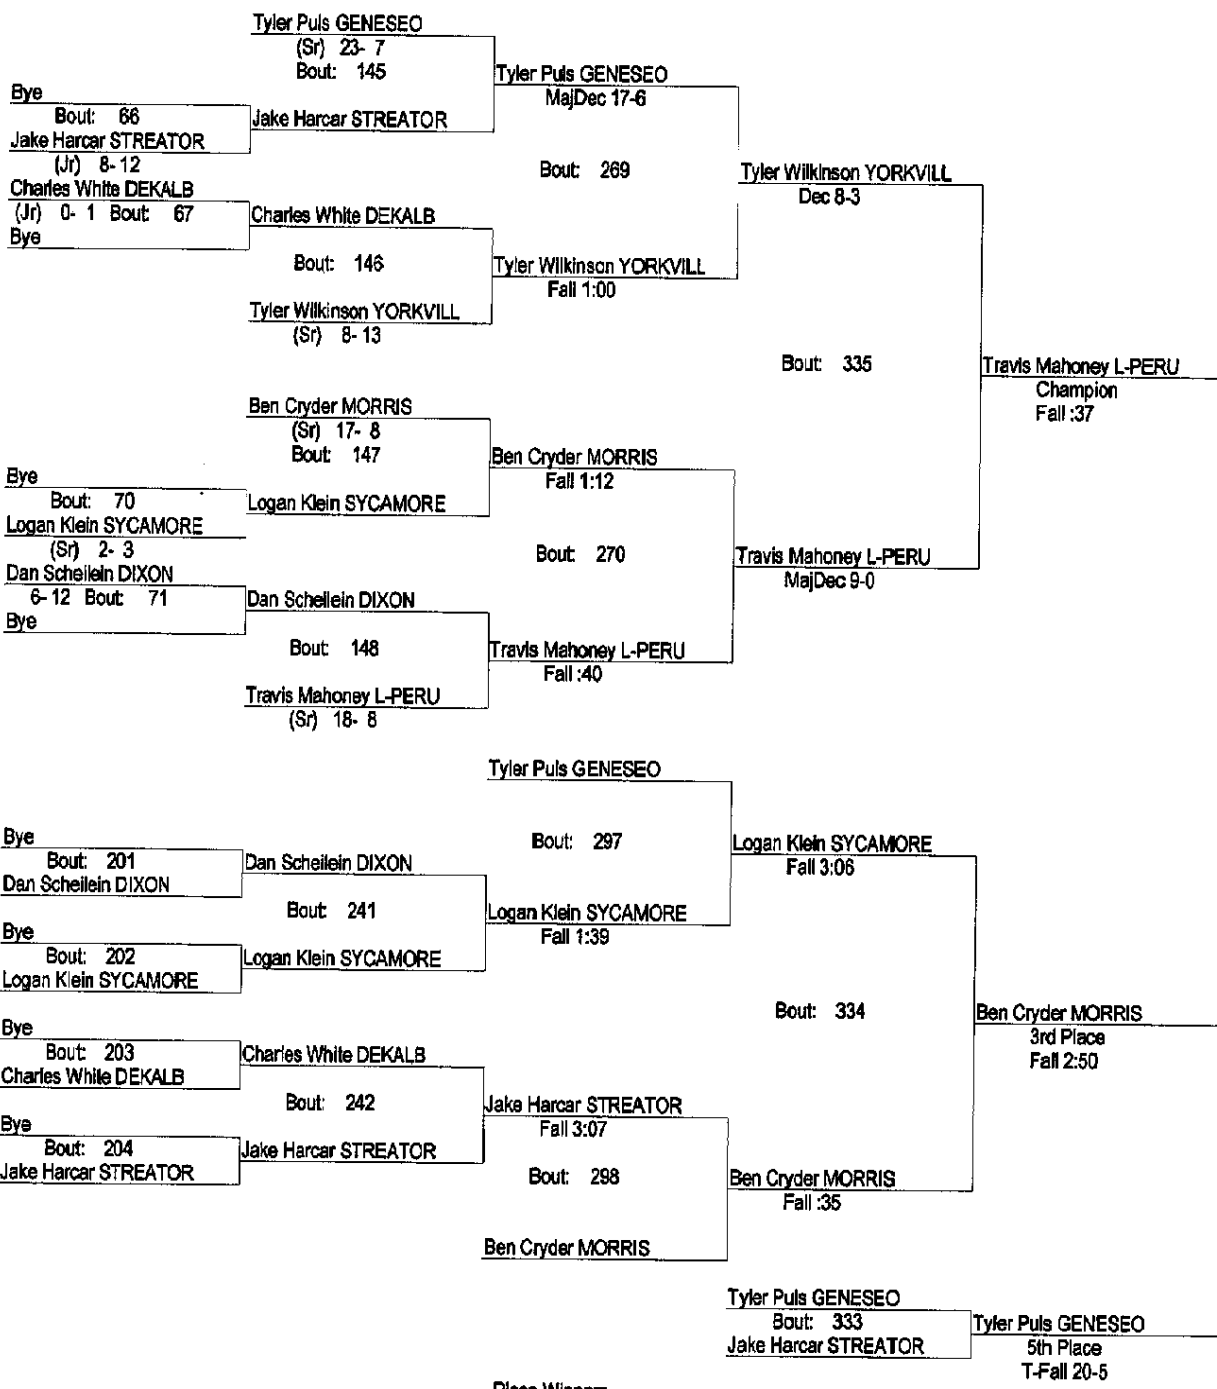 Tyler Puls GENESEO
(Sr) 23- 7
Bout: 145
Tyler Puls GENESEO
MajDec 17-6
Bye
Bout: 66
Jake Harcar STREATOR
Jake Harcar STREATOR
(Jr) 8- 12
Bout: 269
Tyler Wilkinson YORKVILL
Dec 8-3
Charles White DEKALB
(Jr) 0- 1 Bout: 67
Bye
Charles White DEKALB
Bout: 146
Tyler Wilkinson YORKVILL
Fall 1:00
Tyler Wilkinson YORKVILL
(Sr) 8- 13
Bout: 335
Travis Mahoney L-PERU
Champion
Fall :37
Ben Cryder MORRIS
(Sr) 17- 8
Bout: 147
Ben Cryder MORRIS
Fall 1:12
Bye
Bout: 70
Logan Klein SYCAMORE
Logan Klein SYCAMORE
(Sr) 2- 3
Bout: 270
Travis Mahoney L-PERU
MajDec 9-0
Dan Scheilein DIXON
6- 12 Bout: 71
Bye
Dan Scheilein DIXON
Bout: 148
Travis Mahoney L-PERU
Fall :40
Travis Mahoney L-PERU
(Sr) 18- 8
Tyler Puls GENESEO
Bout: 297
Logan Klein SYCAMORE
Fall 3:06
Bye
Bout: 201
Dan Scheilein DIXON
Dan Scheilein DIXON
Bout: 241
Logan Klein SYCAMORE
Fall 1:39
Bye
Bout: 202
Logan Klein SYCAMORE
Logan Klein SYCAMORE
Bout: 334
Ben Cryder MORRIS
3rd Place
Fall 2:50
Bye
Bout: 203
Charles White DEKALB
Charles White DEKALB
Bout: 242
Jake Harcar STREATOR
Fall 3:07
Bye
Bout: 204
Jake Harcar STREATOR
Jake Harcar STREATOR
Bout: 298
Ben Cryder MORRIS
Fall :35
Ben Cryder MORRIS
Tyler Puls GENESEO
Bout: 333
Jake Harcar STREATOR
Tyler Puls GENESEO
5th Place
T-Fall 20-5